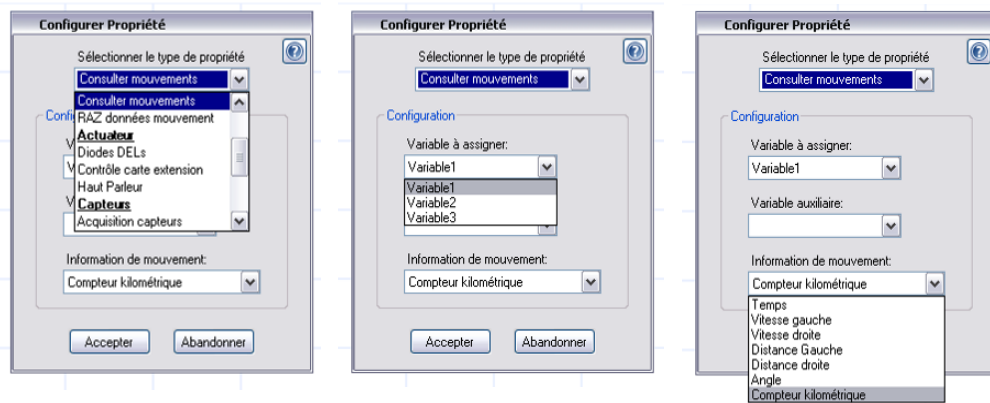 Configurer Propriété
Sélectionner le type de propriété
Consulter mouvements
Consulter mouvements
Confi
RAZ données mouvement
Actuateur
V
Diodes DELs
V
Contrôle carte extension
Haut Parleur
V
Capteurs
Acquisition capteurs
Information de mouvement:
Compteur kilométrique
Accepter
Abandonner
Configurer Propriété
Sélectionner le type de propriété
Consulter mouvements
Configuration
Variable à assigner:
Variable1
Variable1
Variable2
Variable3
Information de mouvement:
Compteur kilométrique
Accepter
Abandonner
Configurer Propriété
Sélectionner le type de propriété
Consulter mouvements
Configuration
Variable à assigner:
Variable1
Variable auxiliaire:
Information de mouvement:
Compteur kilométrique
Temps
Vitesse gauche
Vitesse droite
Distance Gauche
Distance droite
Angle
Compteur kilométrique